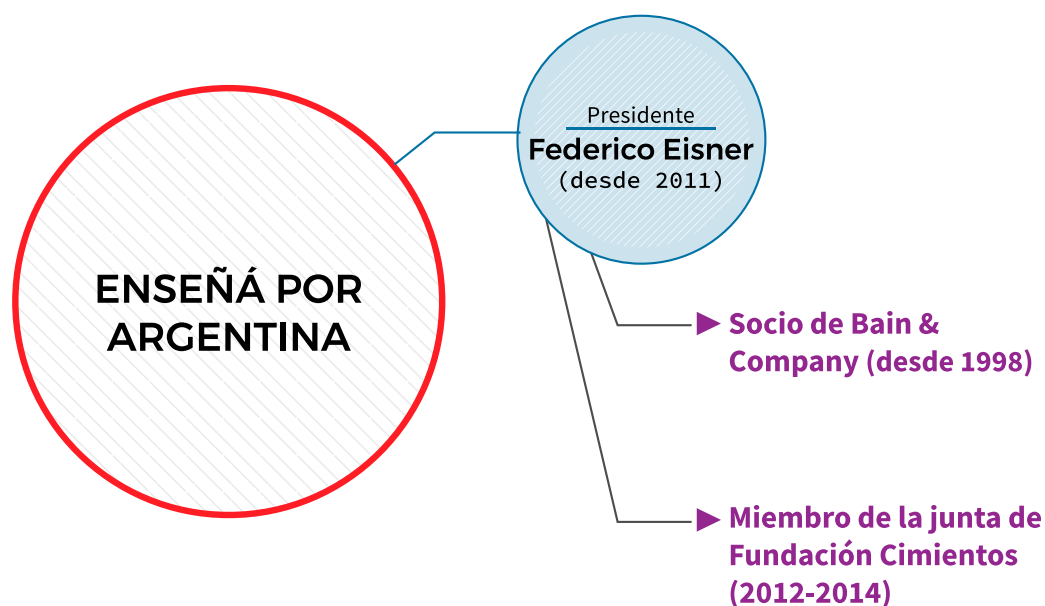 ENSEÑÁ POR
ARGENTINA
Presidente
Federico Eisner
(desde 2011)
Socio de Bain &
Company (desde 1998)
Miembro de la junta de
Fundación Cimientos
(2012-2014)